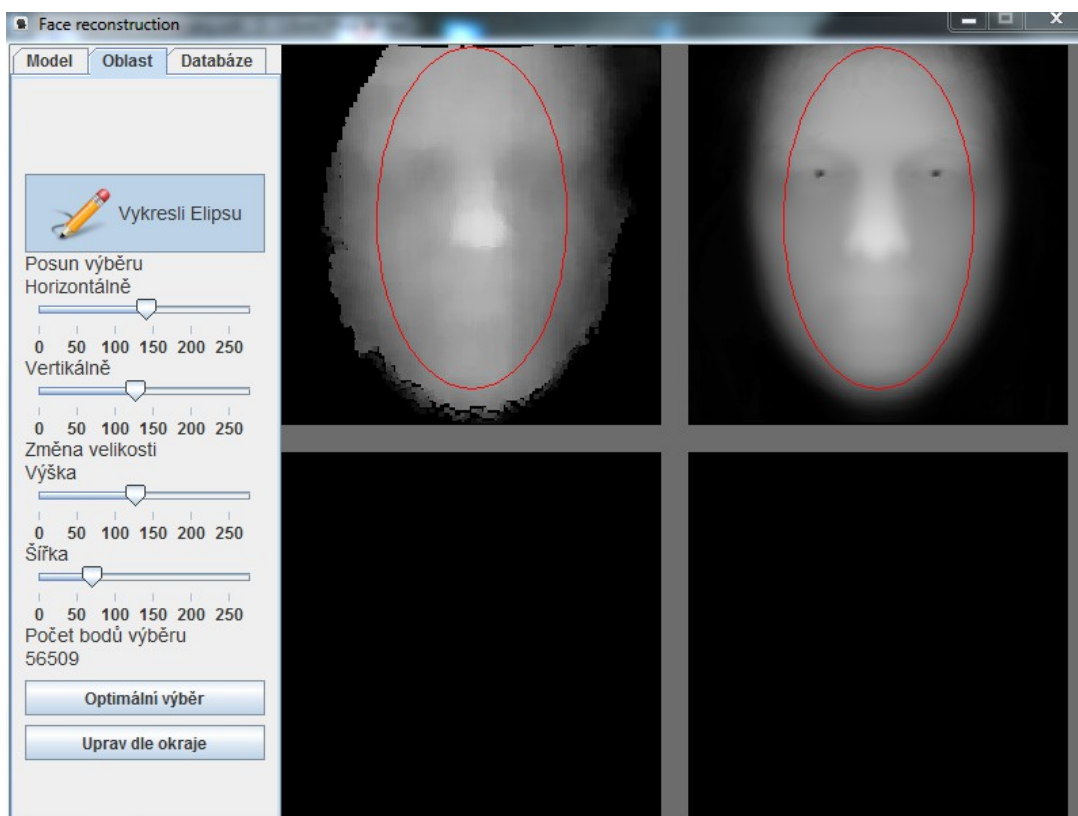 Face reconstruction
Model Oblast Databáze
Vykresli Elipsu
Posun výběru
Horizontálně
0 50 100 150 200 250
Vertikálně
0 50 100 150 200 250
Změna velikosti
Výška
0 50 100 150 200 250
Šířka
0 50 100 150 200 250
Počet bodů výběru
56509
Optimální výběr
Uprav dle okraje